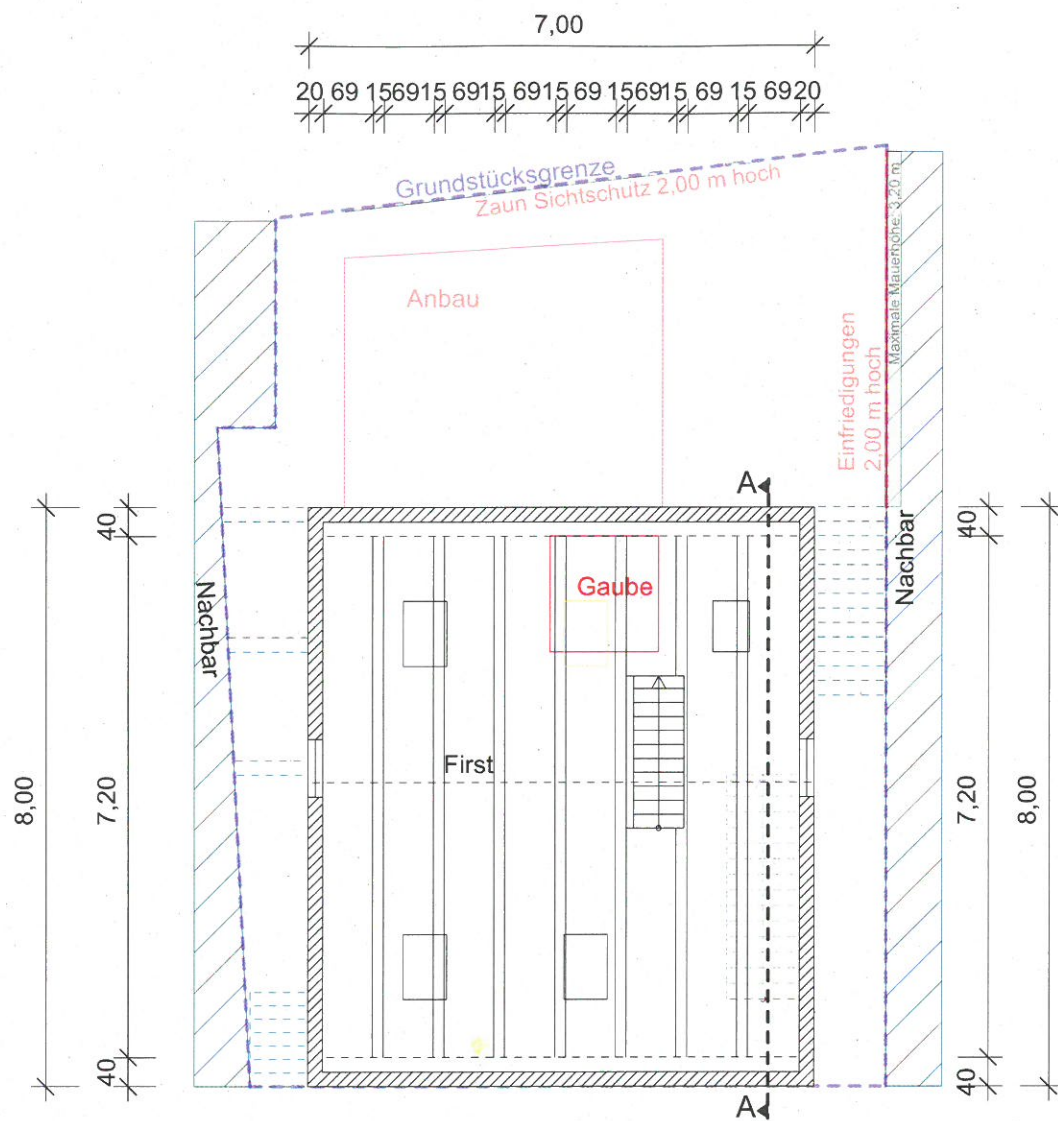 7,00
20 69 15 69 15 69 15 69 15 69 15 69 15 69 15 69 20
Grundstücksgrenze
Zaun Sichtschutz 2,00 m hoch
Maximale Mauerhöhe: 3,20 m
Anbau
Einfriedigungen
2,00 m hoch
A
40
40
Nachbar
Nachbar
Gaube
First
8,00
7,20
7,20
8,00
40
40
A